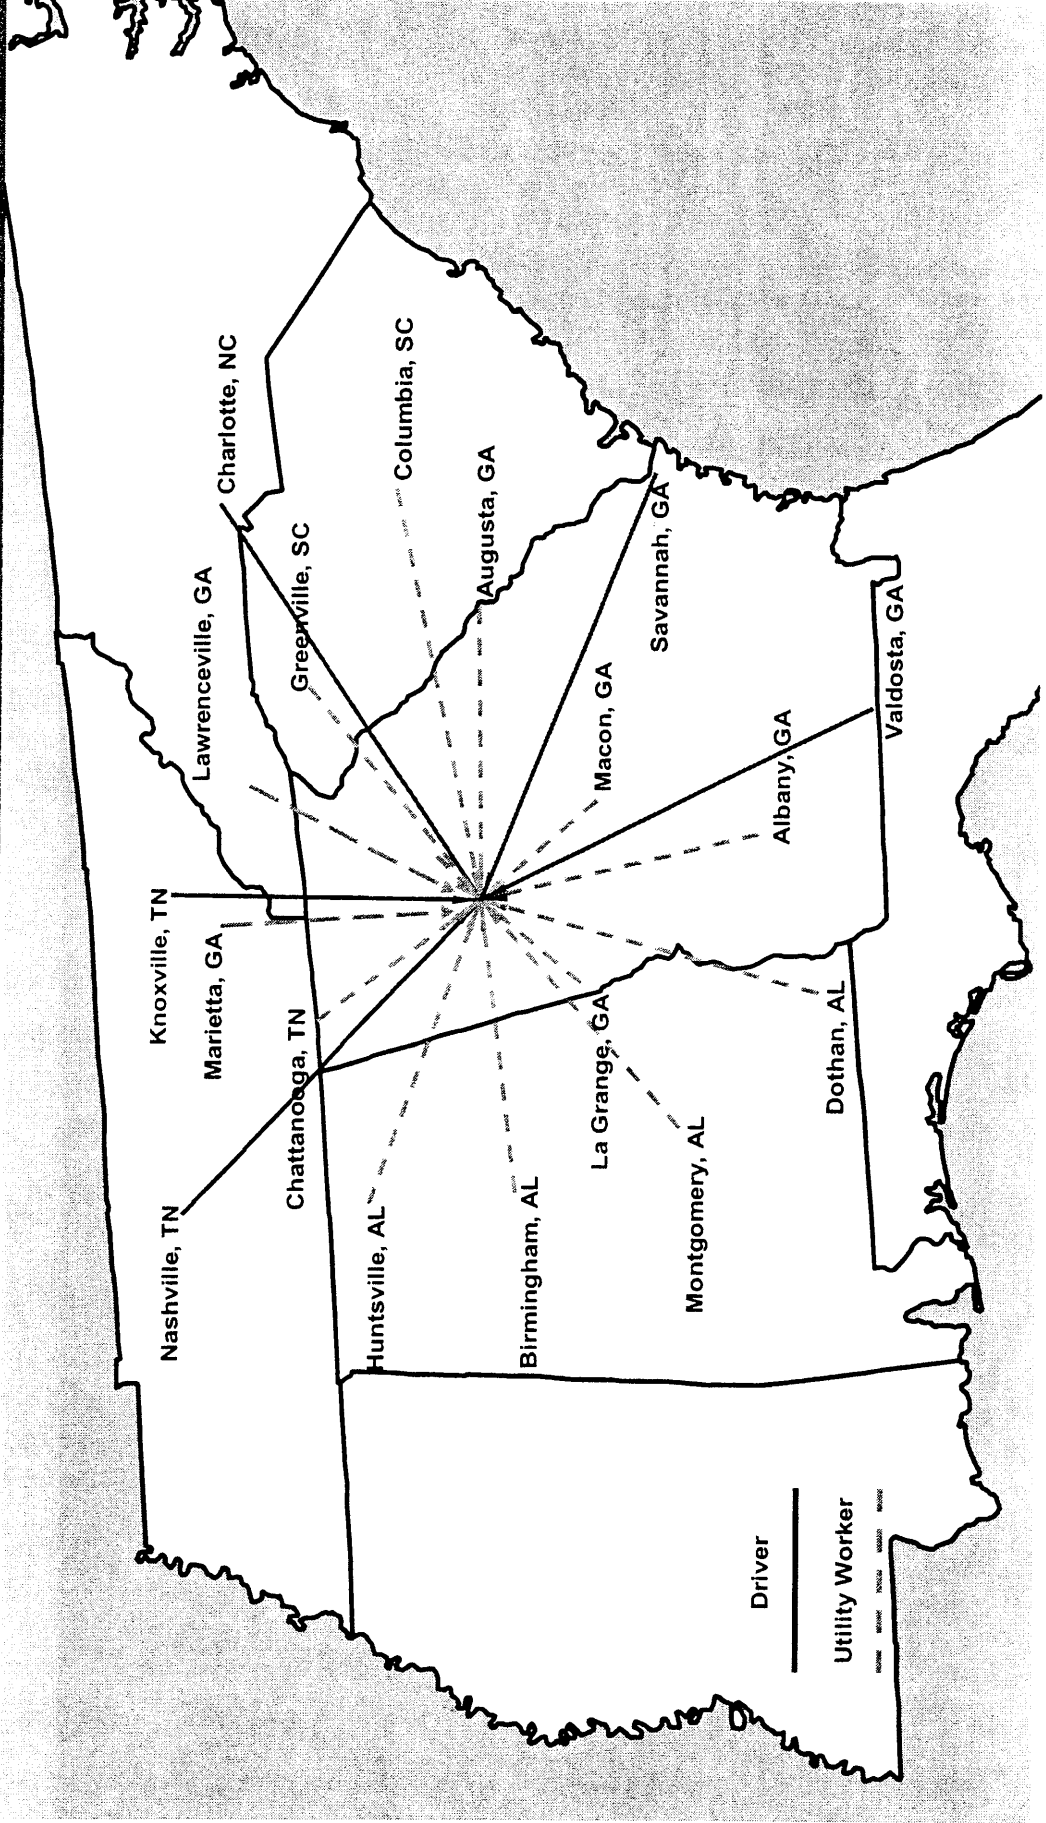 Nashville, TN
Knoxville, TN
Marietta, GA
Lawrenceville, GA
Charlotte, NC
Chattanooga, TN
Greenville, SC
Huntsville, AL
Columbia, SC
Birmingham, AL
Augusta, GA
La Grange, GA
Macon, GA
Savannah, GA
Montgomery, AL
Albany, GA
Dothan, AL
Valdosta, GA
Driver
Utility Worker